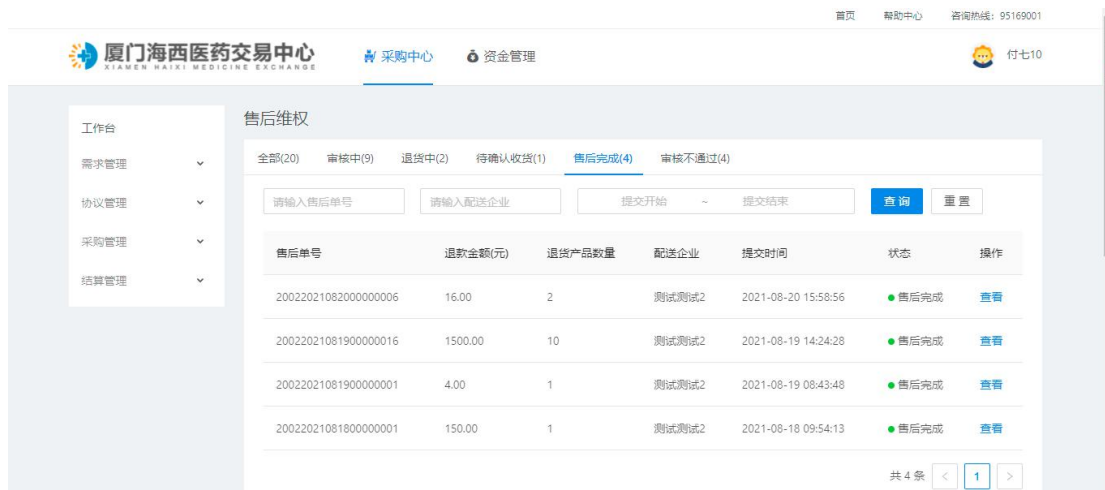 首页 帮助中心 咨询热线：95169001
厦门海西医药交易中心 采购中心 资金管理 付七10
XIAMEN HAIXI MEDICINE EXCHANGE
工作台
需求管理
协议管理
采购管理
结算管理
售后维权
全部(20) 审核中(9) 退货中(2) 待确认收货(1) 售后完成(4) 审核不通过(4)
请输入售后单号 请输入配送企业 提交开始 ~ 提交结束 查询 重置
售后单号 退款金额(元) 退货产品数量 配送企业 提交时间 状态 操作
20022021082000000006 16.00 2 测试测试2 2021-08-20 15:58:56 售后完成 查看
20022021081900000016 1500.00 10 测试测试2 2021-08-19 14:24:28 售后完成 查看
20022021081900000001 4.00 1 测试测试2 2021-08-19 08:43:48 售后完成 查看
20022021081800000001 150.00 1 测试测试2 2021-08-18 09:54:13 售后完成 查看
共 4 条 < 1 >